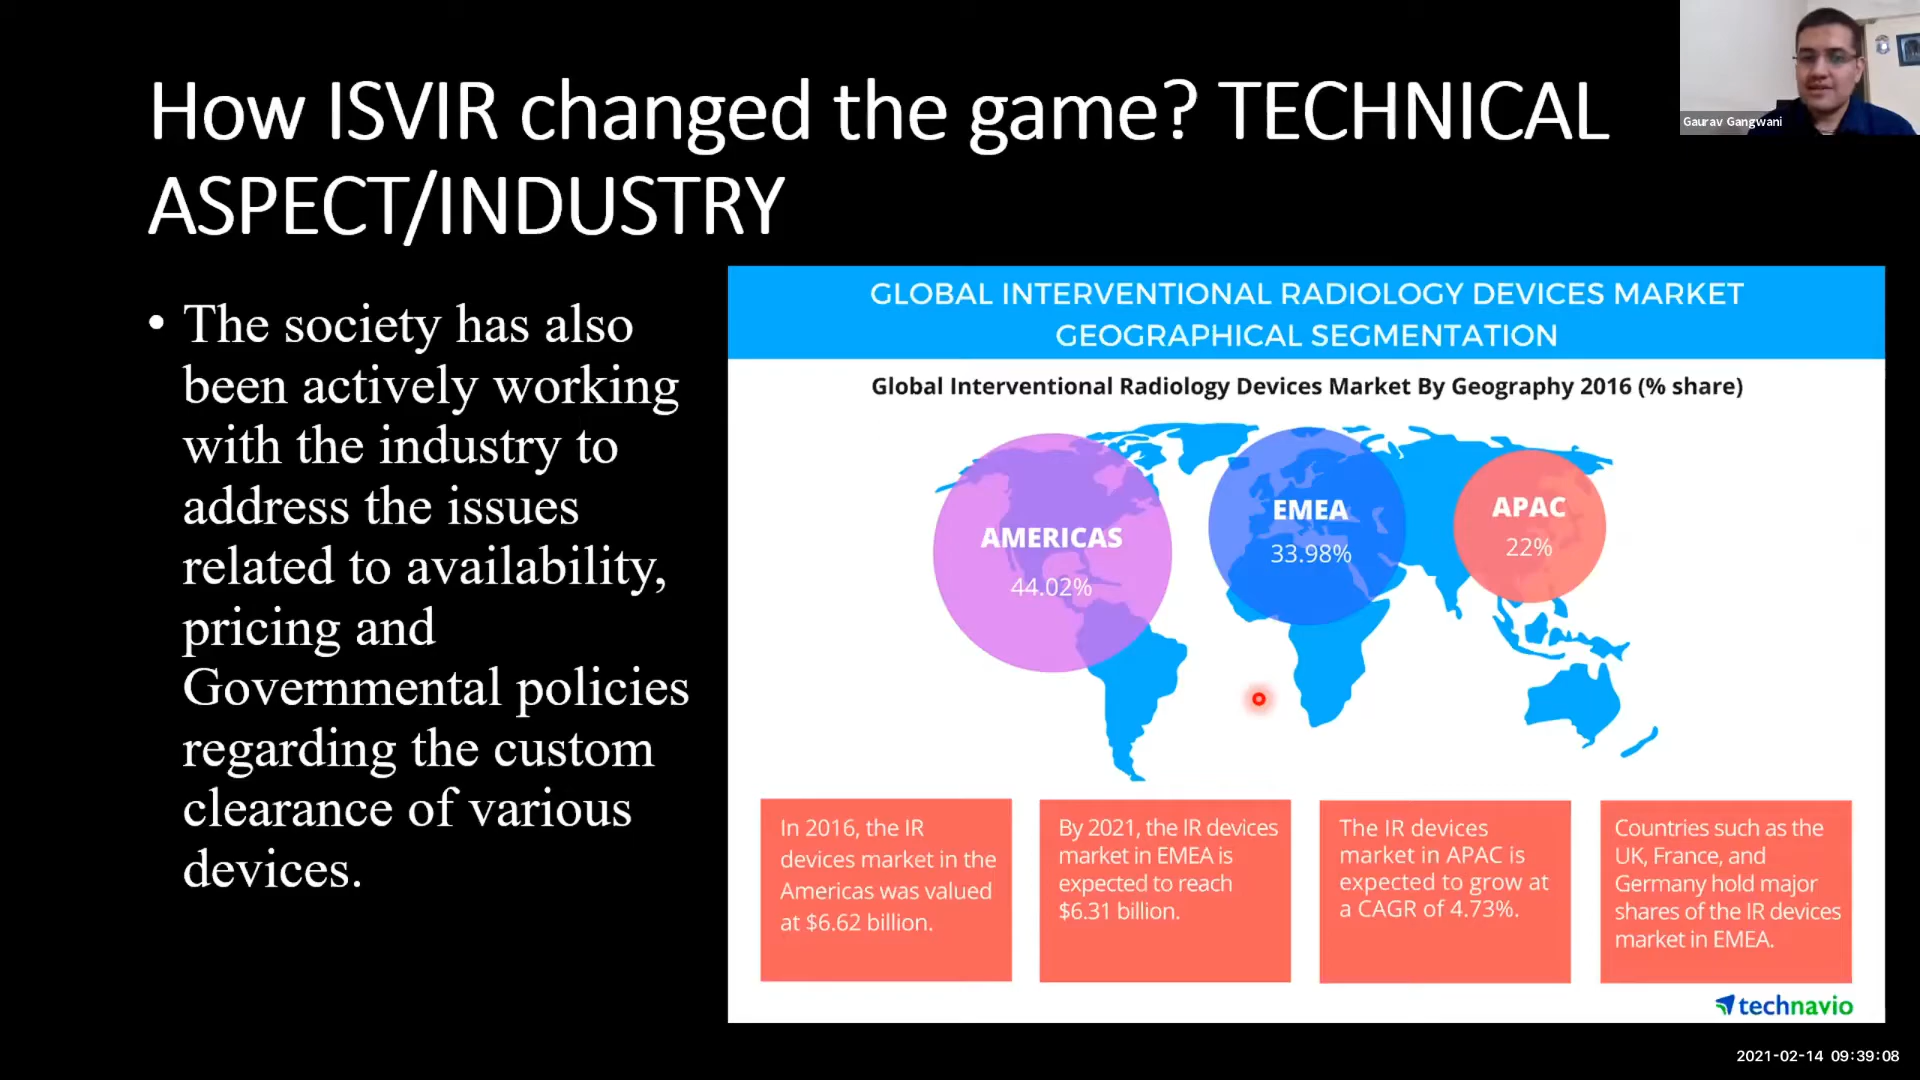 How ISVIR changed the game? TECHNICAL
ASPECT/INDUSTRY
Gaurav Gangwani
• The society has also
been actively working
with the industry to
address the issues
related to availability,
pricing and
Governmental policies
regarding the custom
clearance of various
devices.
GLOBAL INTERVENTIONAL RADIOLOGY DEVICES MARKET
GEOGRAPHICAL SEGMENTATION
Global Interventional Radiology Devices Market By Geography 2016 (% share)
AMERICAS
44.02%
EMEA
33.98%
APAC
22%
In 2016, the IR
devices market in the
Americas was valued
at $6.62 billion.
By 2021, the IR devices
market in EMEA is
expected to reach
$6.31 billion.
The IR devices
market in APAC is
expected to grow at
a CAGR of 4.73%.
Countries such as the
UK, France, and
Germany hold major
shares of the IR devices
market in EMEA.
technavio
2021-02-14 09:39:08